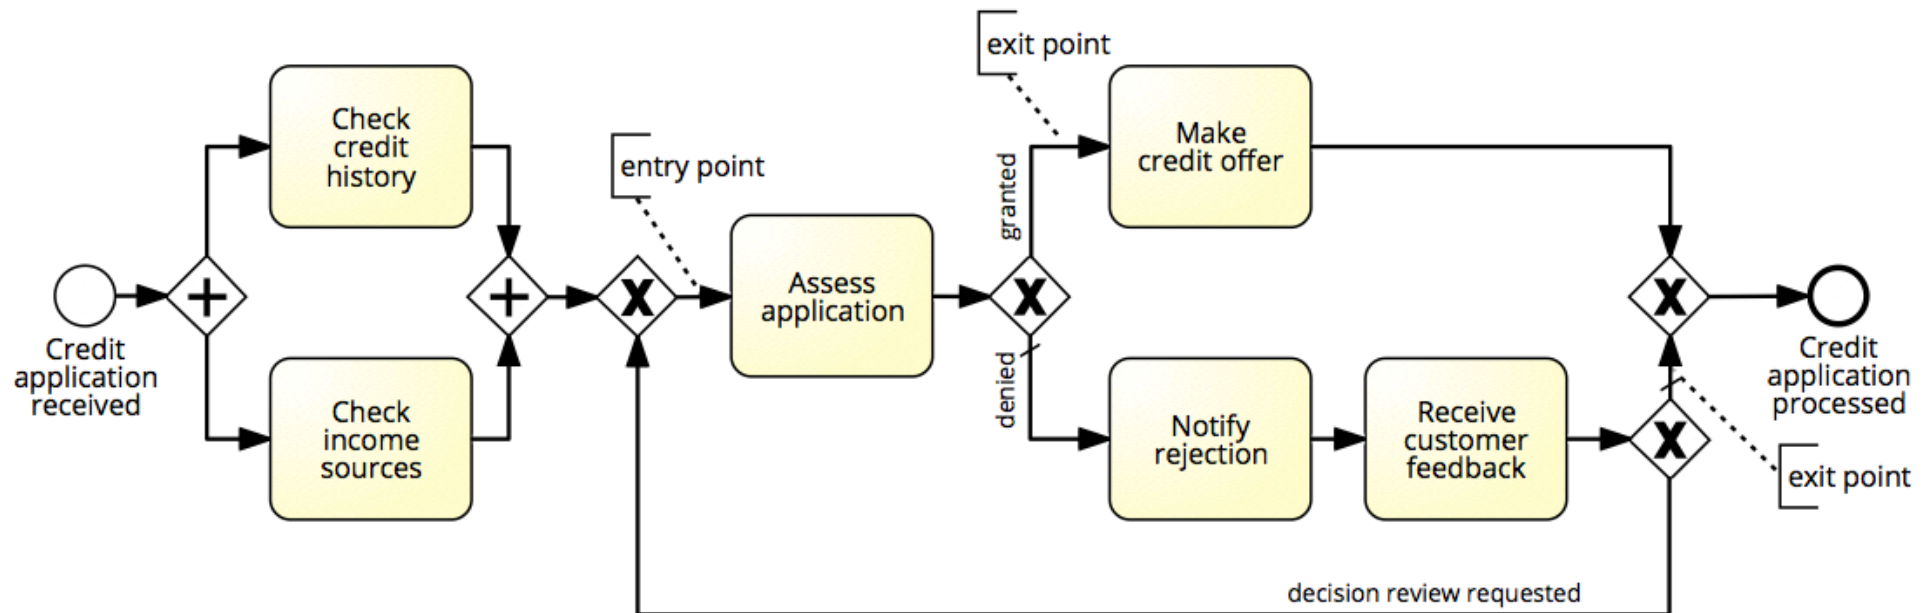 Credit
application
received
Check
credit
history
Check
income
sources
entry point
Assess
application
granted
denied
exit point
Make
credit offer
Notify
rejection
Receive
customer
feedback
decision review requested
exit point
Credit
application
processed